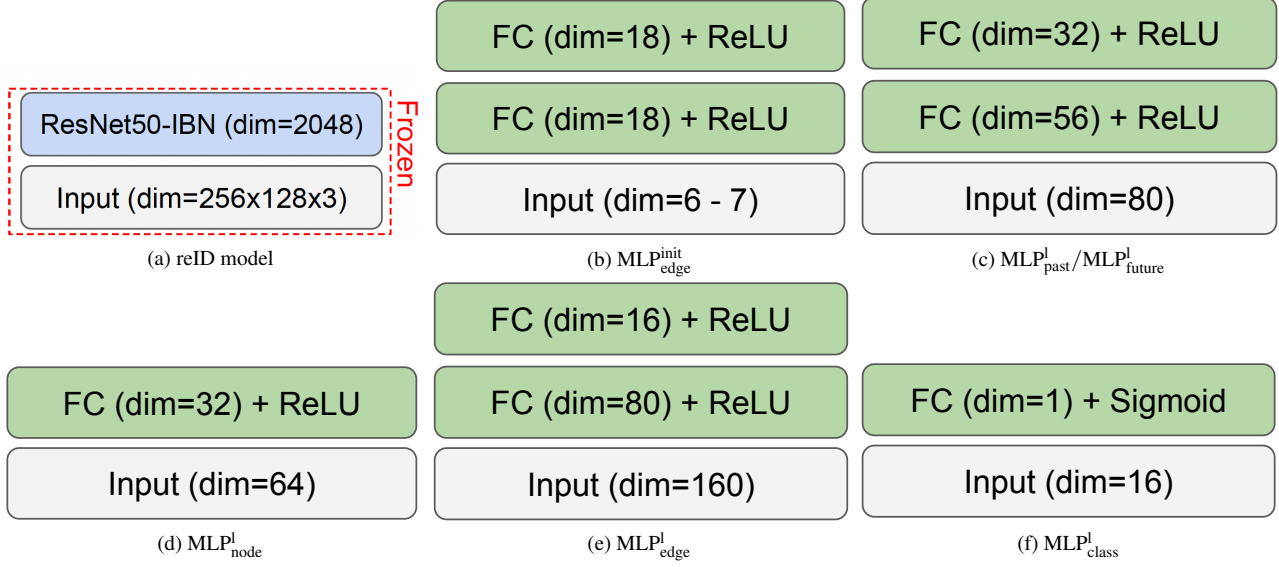 ResNet50-IBN (dim=2048)
Input (dim=256x128x3)
Frozen
(a) reID model
FC (dim=18) + ReLU
FC (dim=18) + ReLU
Input (dim=6 - 7)
(b) MLP^init_edge
FC (dim=32) + ReLU
FC (dim=56) + ReLU
Input (dim=80)
(c) MLP^l_past/MLP^l_future
FC (dim=32) + ReLU
Input (dim=64)
(d) MLP^l_node
FC (dim=16) + ReLU
FC (dim=80) + ReLU
Input (dim=160)
(e) MLP^l_edge
FC (dim=1) + Sigmoid
Input (dim=16)
(f) MLP^l_class